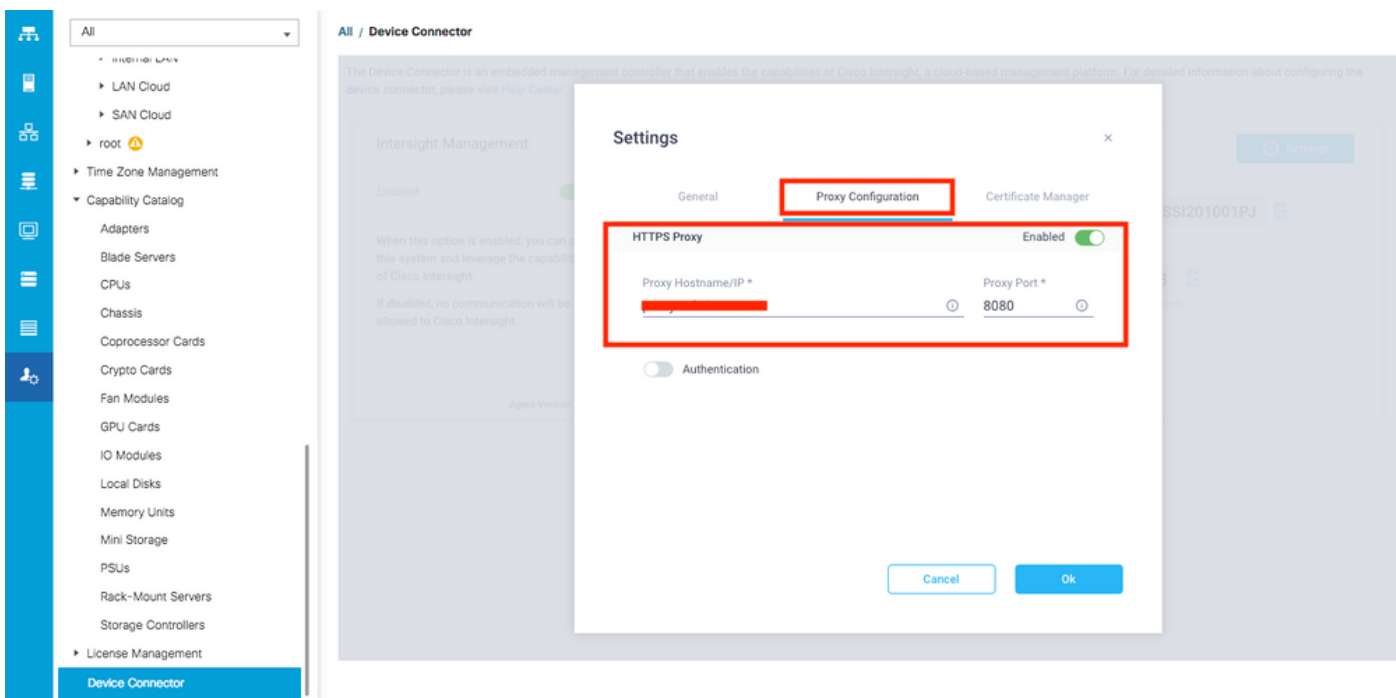 All
Internal LAN
LAN Cloud
SAN Cloud
root
Time Zone Management
Capability Catalog
Adapters
Blade Servers
CPUs
Chassis
Coprocessor Cards
Crypto Cards
Fan Modules
GPU Cards
IO Modules
Local Disks
Memory Units
Mini Storage
PSUs
Rack-Mount Servers
Storage Controllers
License Management
Device Connector
All / Device Connector
The Device Connector is an embedded management controller that enables the capabilities of Cisco Intersight, a cloud-based management platform. For detailed information about configuring the
device connector, please visit Help Center.
Intersight Management
Settings
Enabled
When this option is enabled, you can
this system and leverage the
of Cisco Intersight.
If disabled, no communication will be
allowed to Cisco Intersight.
Agent Version
SSI201001PJ
Settings
General
Proxy Configuration
Certificate Manager
HTTPS Proxy
Enabled
Proxy Hostname/IP *
Proxy Port *
8080
Authentication
Cancel
Ok